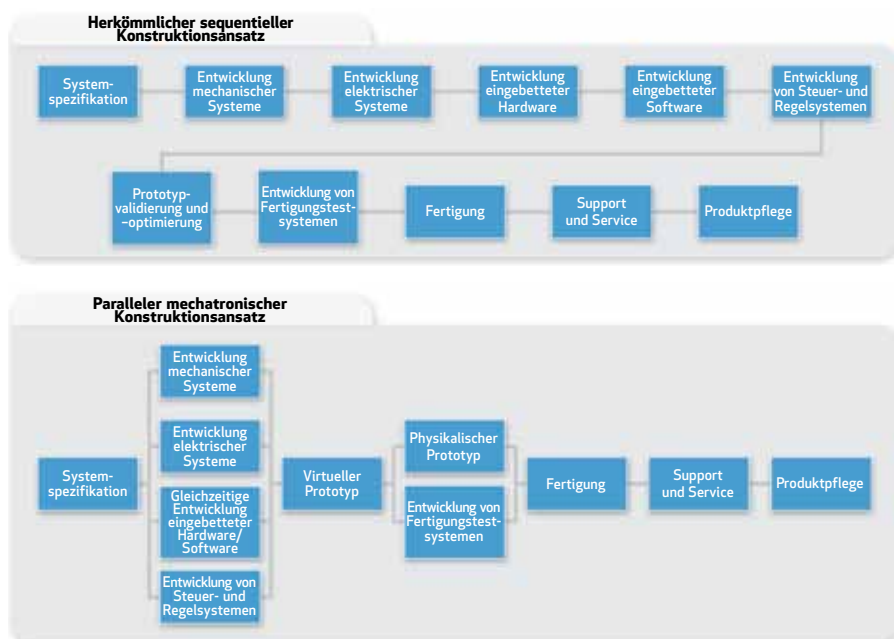 Herkömmlicher sequentieller
Konstruktionsansatz
System-
spezifikation
Entwicklung
mechanischer
Systeme
Entwicklung
elektrischer
Systeme
Entwicklung
eingebetteter
Hardware
Entwicklung
eingebetteter
Software
Entwicklung
von Steuer- und
Regelsystemen
Prototyp-
validierung und
-optimierung
Entwicklung von
Fertigungstest-
systemen
Fertigung
Support
und Service
Produktpflege
Paralleler mechatronischer
Konstruktionsansatz
System-
spezifikation
Entwicklung
mechanischer
Systeme
Entwicklung
elektrischer
Systeme
Gleichzeitige
Entwicklung
eingebetteter
Hardware/
Software
Entwicklung von
Steuer- und
Regelsystemen
Virtueller
Prototyp
Physikalischer
Prototyp
Entwicklung von
Fertigungstest-
systemen
Fertigung
Support
und Service
Produktpflege